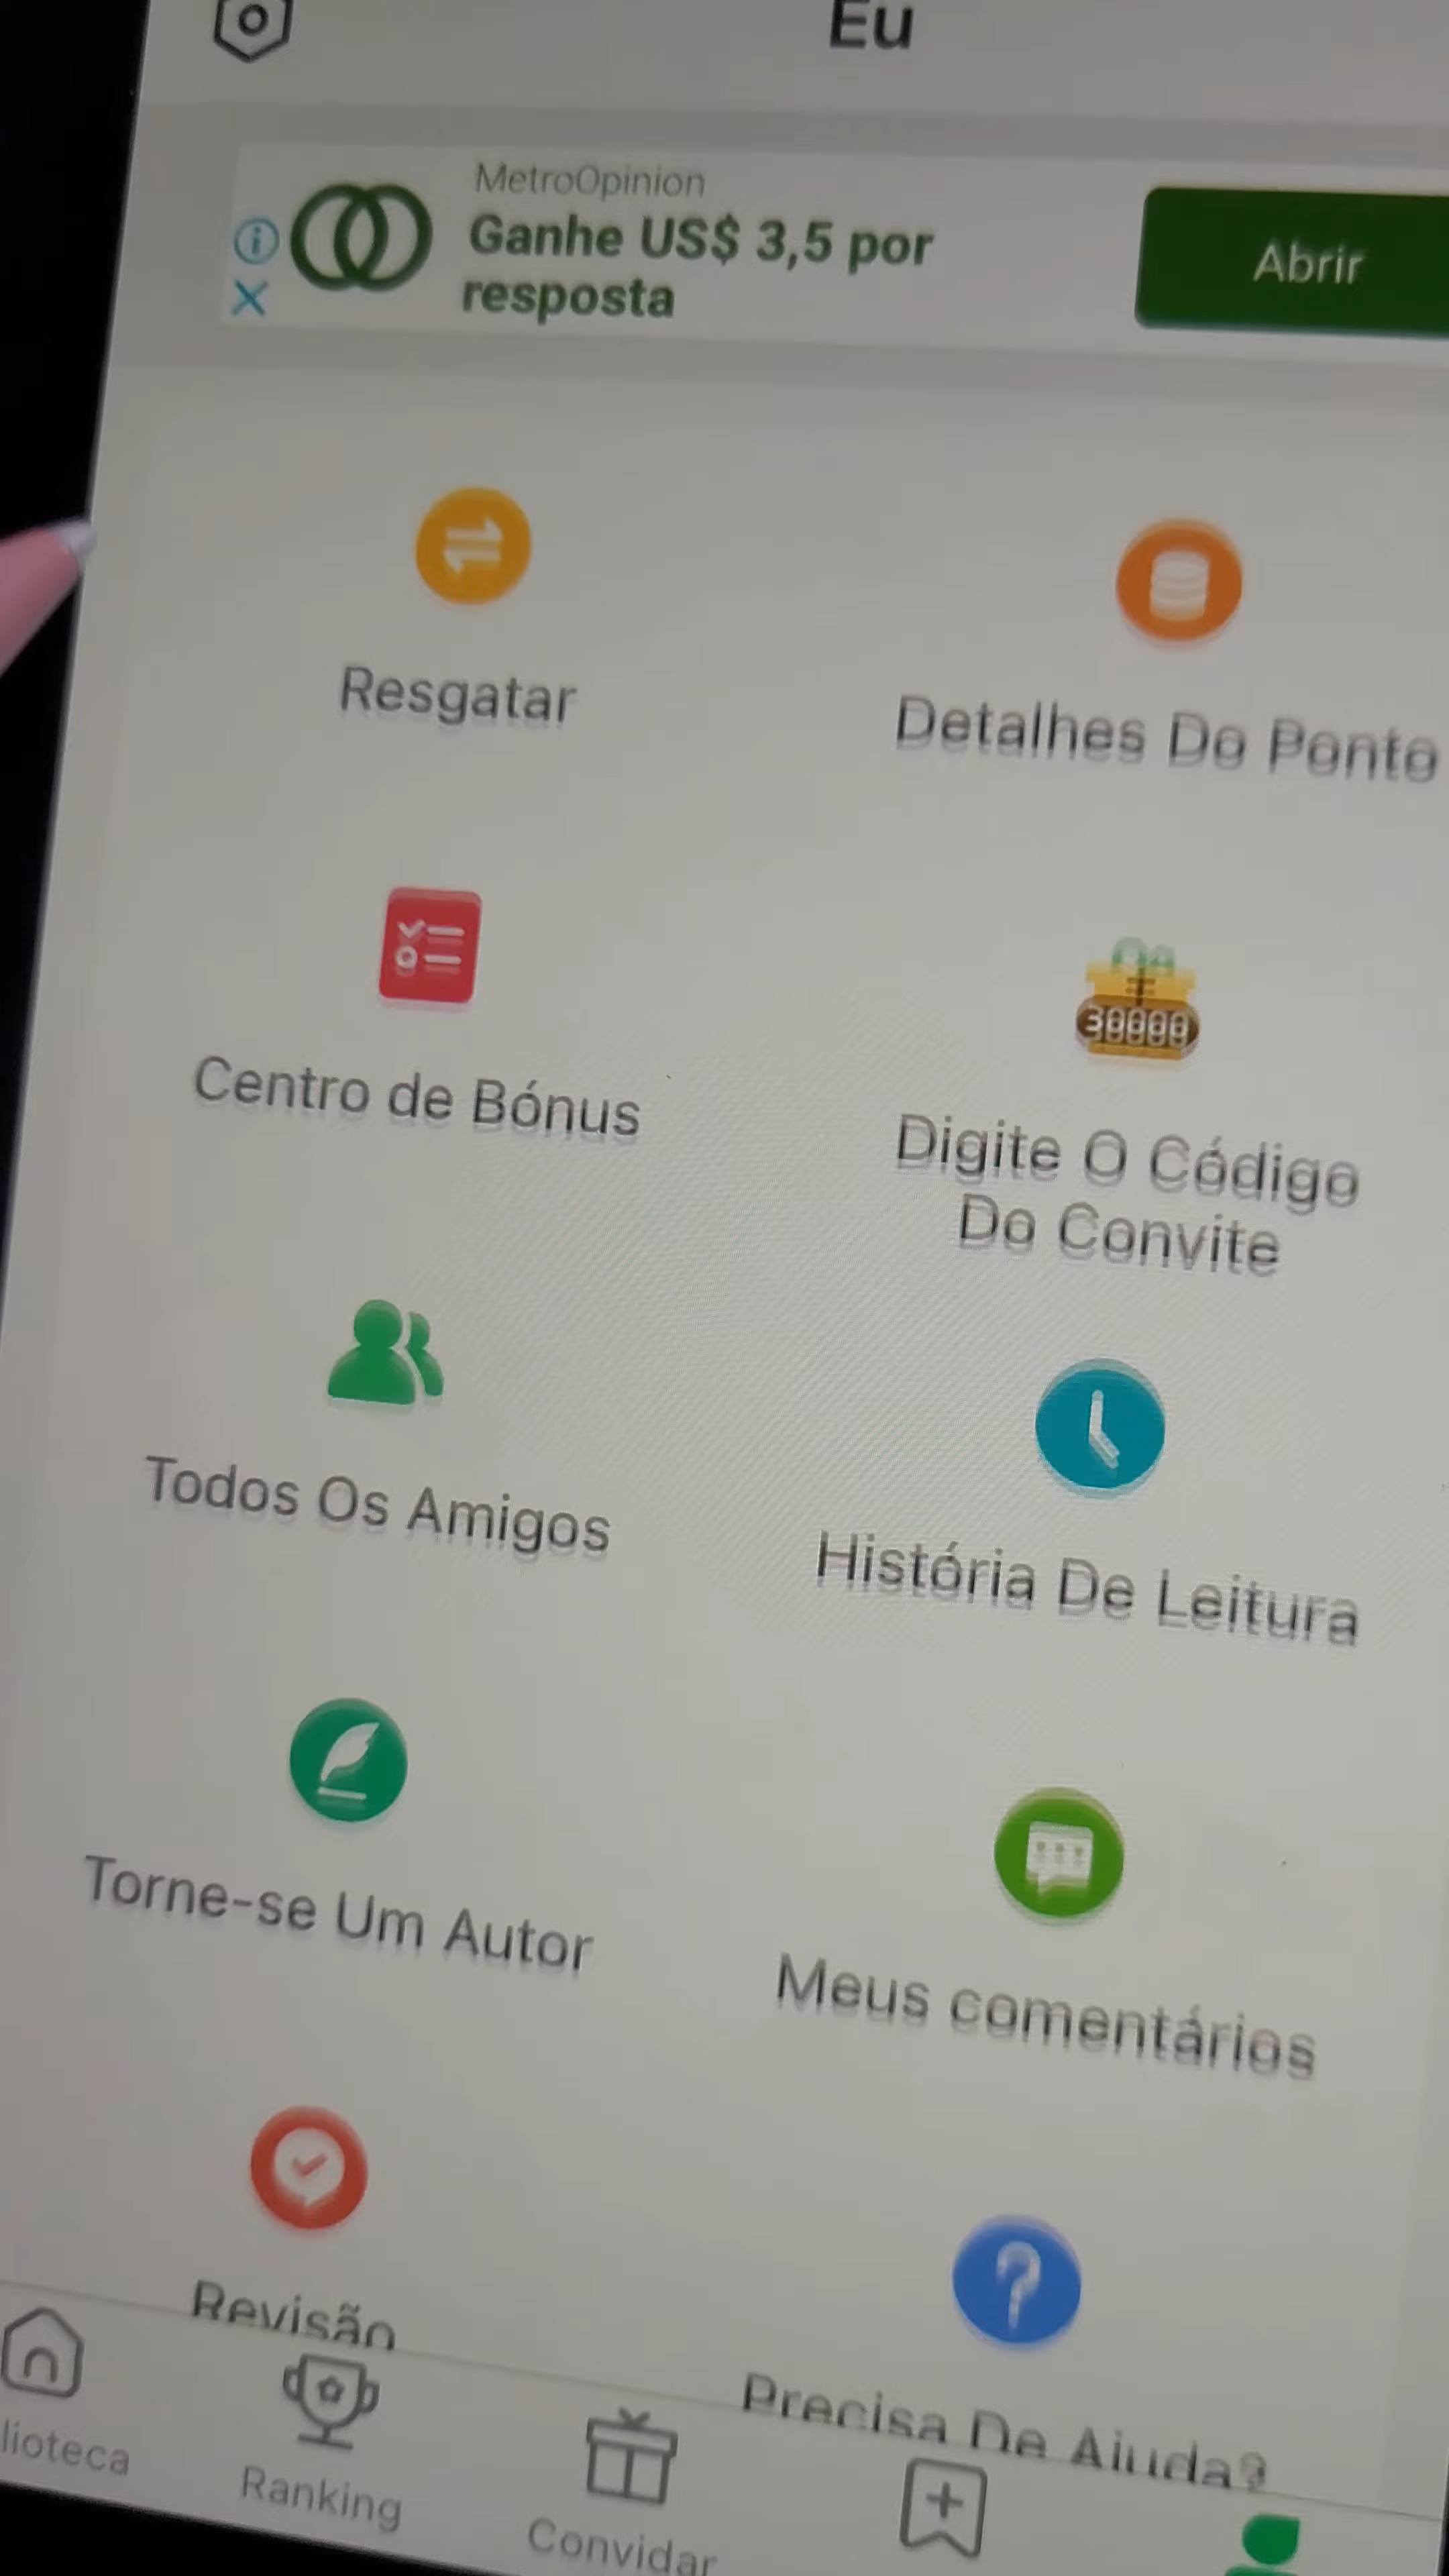 Eu
MetroOpinion
Ganhe US$ 3,5 por
resposta
Abrir
Resgatar
Detalhes Do Ponto
30000
Centro de Bónus
Digite O Código
Do Convite
Todos Os Amigos
História De Leitura
Torne-se Um Autor
Meus comentários
Revisão
Precisa De Ajuda?
lioteca
Ranking
Convidar